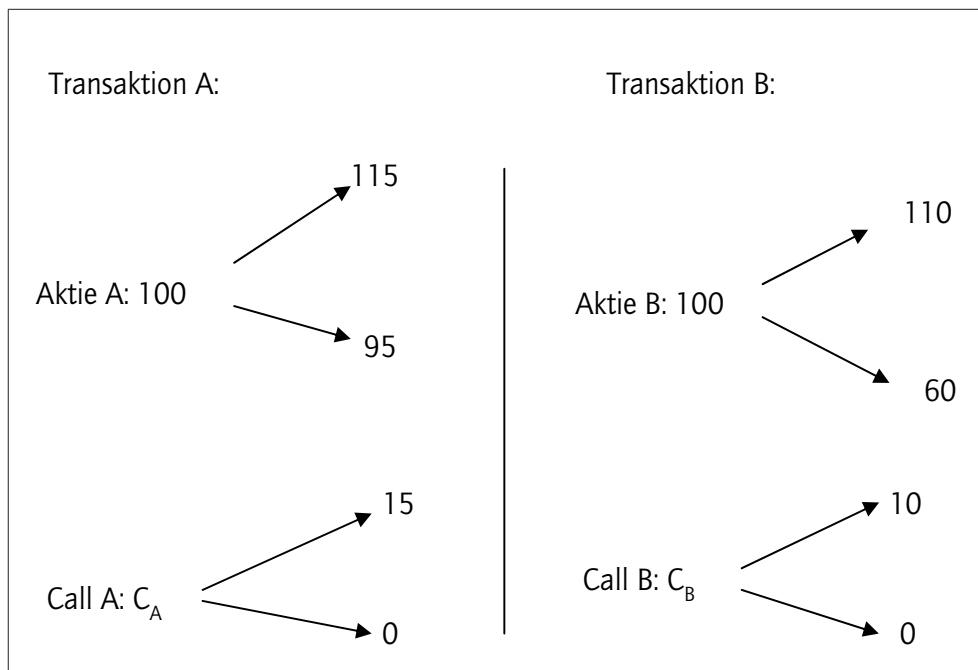 Transaktion A:
115
Aktie A: 100
95
15
Call A: C_A
0
Transaktion B:
110
Aktie B: 100
60
10
Call B: C_B
0